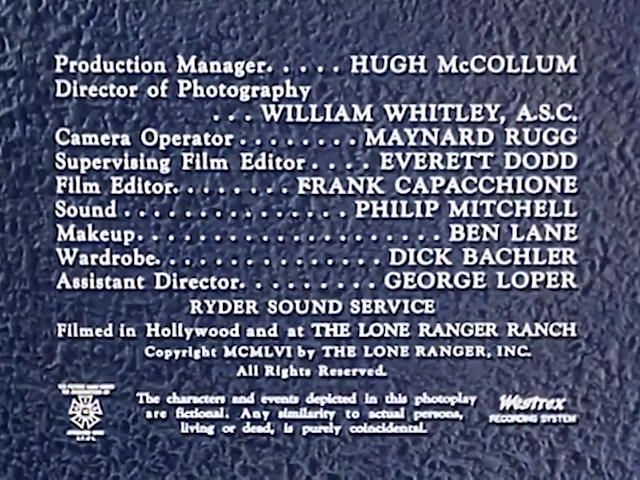 Production Manager. . . . . HUGH McCOLLUM
Director of Photography
. . . WILLIAM WHITLEY, A.S.C.
Camera Operator . . . . . . . . MAYNARD RUGG
Supervising Film Editor . . . . EVERETT DODD
Film Editor. . . . . . . . FRANK CAPACCHIONE
Sound . . . . . . . . . . . . . . . PHILIP MITCHELL
Makeup. . . . . . . . . . . . . . . . . . . . BEN LANE
Wardrobe. . . . . . . . . . . . . . . DICK BACHLER
Assistant Director. . . . . . . . . GEORGE LOPER
RYDER SOUND SERVICE
Filmed in Hollywood and at THE LONE RANGER RANCH
Copyright MCMLVI by THE LONE RANGER, INC.
All Rights Reserved.
The characters and events depicted in this photoplay
are fictional. Any similarity to actual persons,
living or dead, is purely coincidental.
Westrex
RECORDING SYSTEM